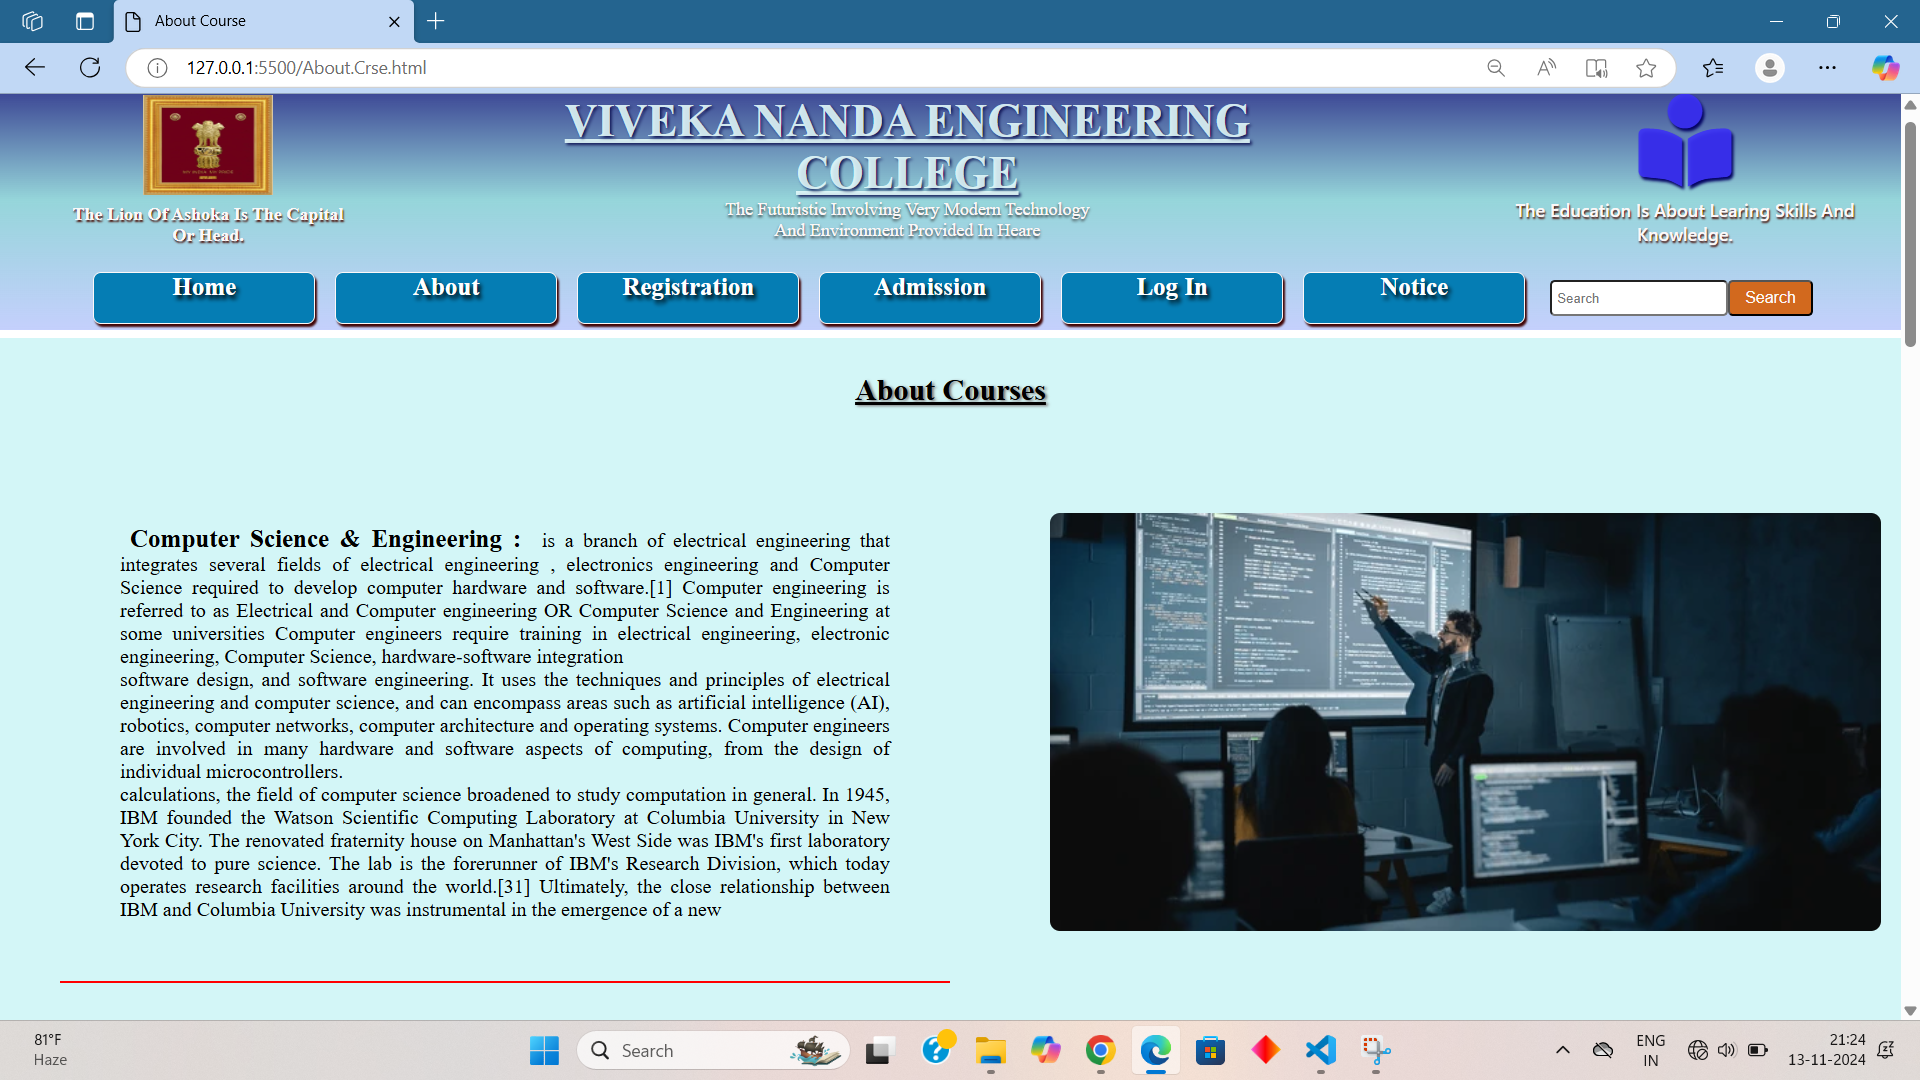 About Course
127.0.0.1:5500/About.Crse.html
VIVEKA NANDA ENGINEERING
COLLEGE
The Futuristic Involving Very Modern Technology
And Environment Provided In Heare
The Lion Of Ashoka Is The Capital
Or Head.
The Education Is About Learing Skills And
Knowledge.
Home
About
Registration
Admission
Log In
Notice
Search
Search
About Courses
Computer Science & Engineering : is a branch of electrical engineering that
integrates several fields of electrical engineering , electronics engineering and Computer
Science required to develop computer hardware and software.[1] Computer engineering is
referred to as Electrical and Computer engineering OR Computer Science and Engineering at
some universities Computer engineers require training in electrical engineering, electronic
engineering, Computer Science, hardware-software integration
software design, and software engineering. It uses the techniques and principles of electrical
engineering and computer science, and can encompass areas such as artificial intelligence (AI),
robotics, computer networks, computer architecture and operating systems. Computer engineers
are involved in many hardware and software aspects of computing, from the design of
individual microcontrollers.
calculations, the field of computer science broadened to study computation in general. In 1945,
IBM founded the Watson Scientific Computing Laboratory at Columbia University in New
York City. The renovated fraternity house on Manhattan's West Side was IBM's first laboratory
devoted to pure science. The lab is the forerunner of IBM's Research Division, which today
operates research facilities around the world.[31] Ultimately, the close relationship between
IBM and Columbia University was instrumental in the emergence of a new
81°F
Haze
Search
ENG
IN
21:24
13-11-2024